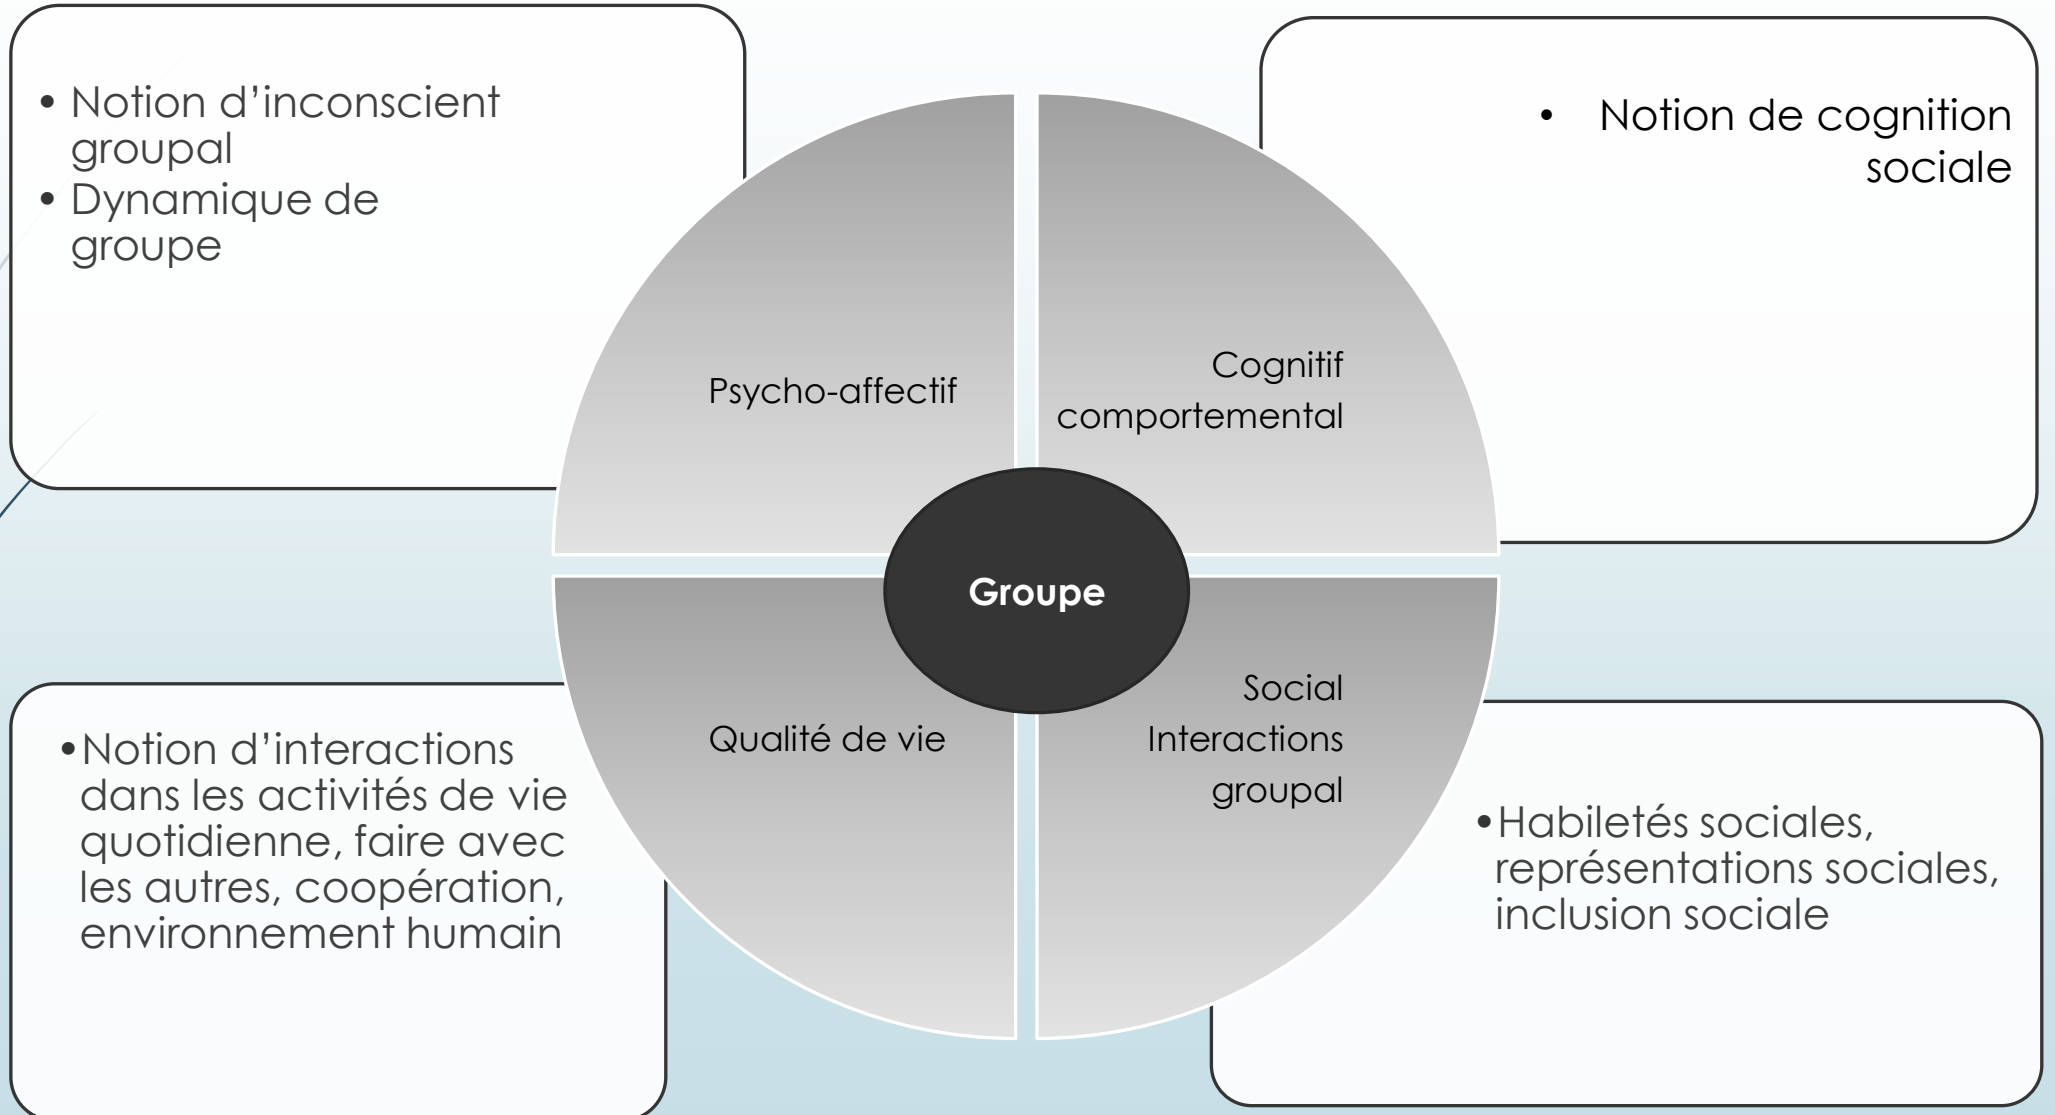 • Notion d’inconscient
groupal
• Dynamique de
groupe
• Notion de cognition
sociale
Psycho-affectif
Cognitif
comportemental
Groupe
Qualité de vie
Social
Interactions
groupal
•Notion d’interactions
dans les activités de vie
quotidienne, faire avec
les autres, coopération,
environnement humain
•Habiletés sociales,
représentations sociales,
inclusion sociale